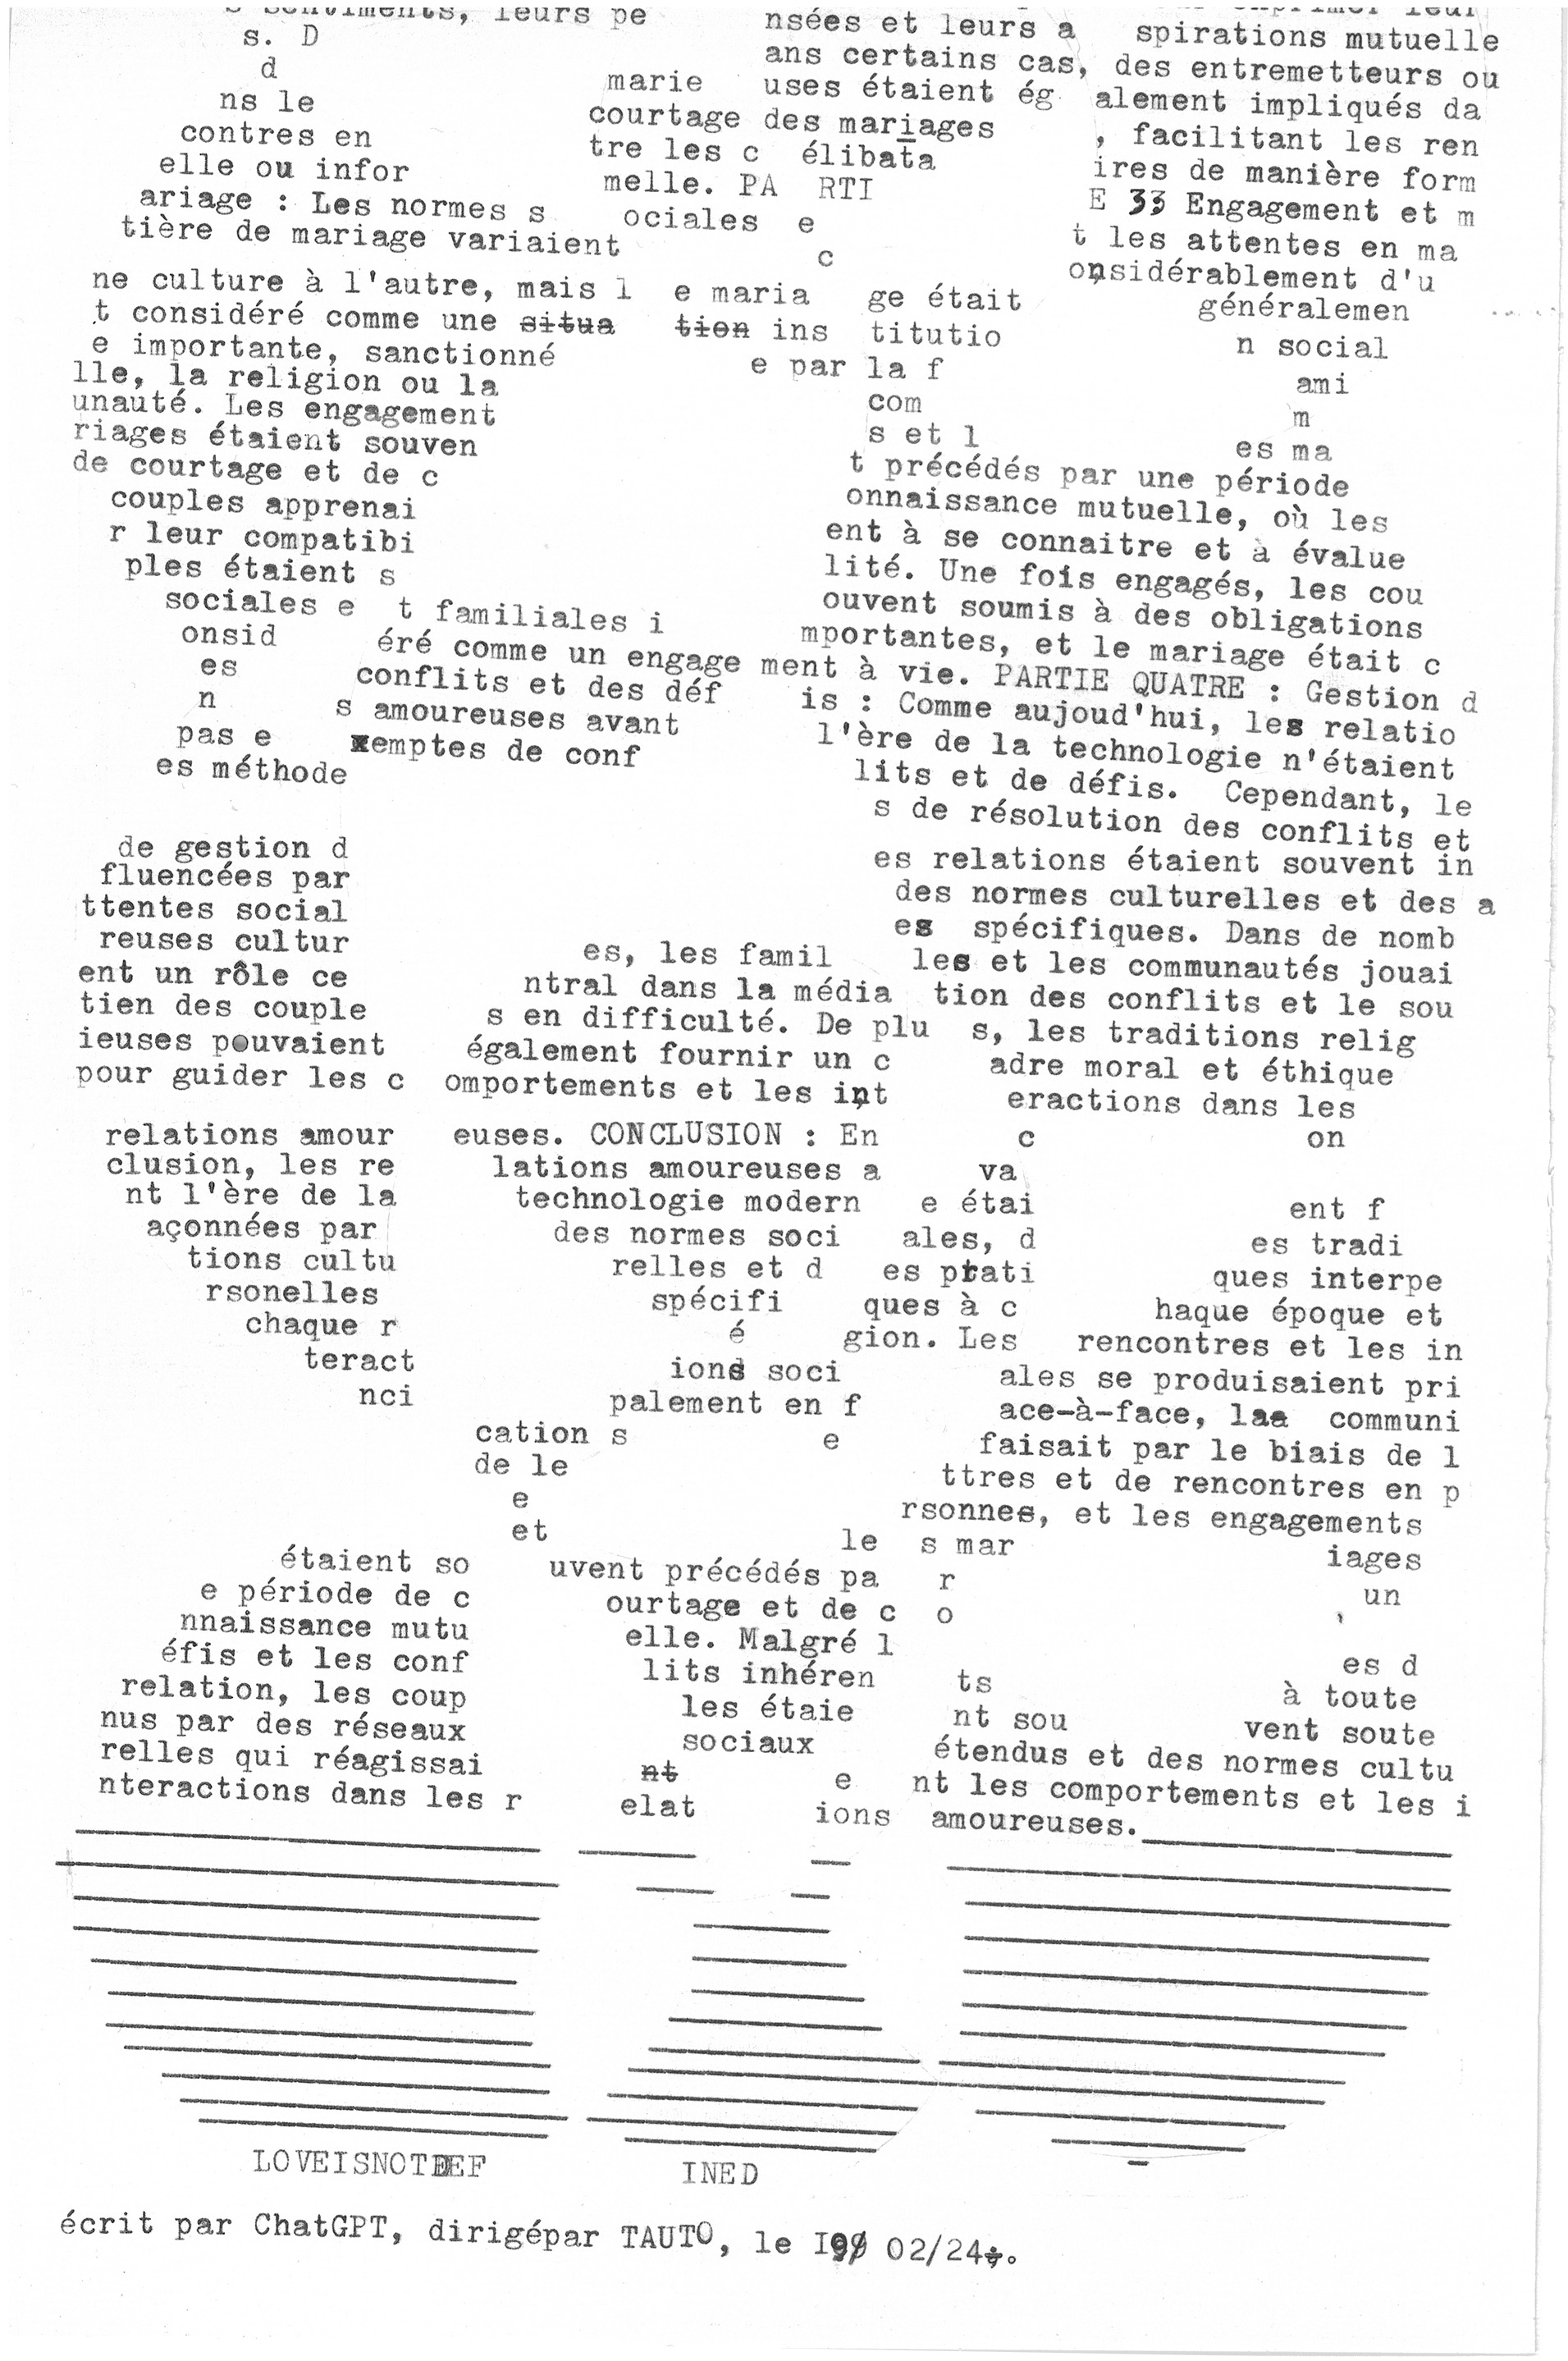 s sentiments, leurs pe nsées et leurs a spirations mutuelle
s. D ans certains cas, des entremetteurs ou
d marie uses étaient ég alement impliqués da
ns le courtage des mariages , facilitant les ren
contres en tre les c élibata ires de manière form
elle ou infor melle. PA RTI E 33 Engagement et m
ariage : Les normes s ociales e t les attentes en ma
tière de mariage variaient c onsidérablement d'u
ne culture à l'autre, mais l e maria ge était généralemen
t considéré comme une situa tion ins titutio n social
e importante, sanctionné e par la f ami
lle, la religion ou la com m
unauté. Les engagement s et l es ma
riages étaient souven t précédés par une période
de courtage et de c onnaissance mutuelle, où les
couples apprenai ent à se connaitre et à évalue
r leur compatibi lité. Une fois engagés, les cou
ples étaient s ouvent soumis à des obligations
sociales e t familiales i mportantes, et le mariage était c
onsid éré comme un engage ment à vie. PARTIE QUATRE : Gestion d
es conflits et des déf is : Comme aujoud'hui, les relatio
n s amoureuses avant l'ère de la technologie n'étaient
pas e xemptes de conf lits et de défis. Cependant, le
es méthode s de résolution des conflits et
de gestion d es relations étaient souvent in
fluencées par des normes culturelles et des a
ttentes social es spécifiques. Dans de nomb
reuses cultur es, les famil les et les communautés jouai
ent un rôle ce ntral dans la média tion des conflits et le sou
tien des couple s en difficulté. De plu s, les traditions relig
ieuses pouvaient également fournir un c adre moral et éthique
pour guider les c omportements et les int eractions dans les
relations amour euses. CONCLUSION : En c on
clusion, les re lations amoureuses a va
nt l'ère de la technologie modern e étai ent f
açonnées par des normes soci ales, d es tradi
tions cultu relles et d es prati ques interpe
rsonelles spécifi ques à c haque époque et
chaque r é gion. Les rencontres et les in
teract ions soci ales se produisaient pri
nci palement en f ace-à-face, laa communi
cation s e faisait par le biais de l
de le ttres et de rencontres en p
e rsonnes, et les engagements
et le s mar iages
étaient so uvent précédés pa r un
e période de c ourtage et de c o ,
nnaissance mutu elle. Malgré l es d
éfis et les conf lits inhéren ts à toute
relation, les coup les étaie nt sou vent soute
nus par des réseaux sociaux étendus et des normes cultu
relles qui réagissai nt e nt les comportements et les i
nteractions dans les r elat ions amoureuses.
LOVEISNOTDEF INED
écrit par ChatGPT, dirigépar TAUTO, le I99 02/24;.